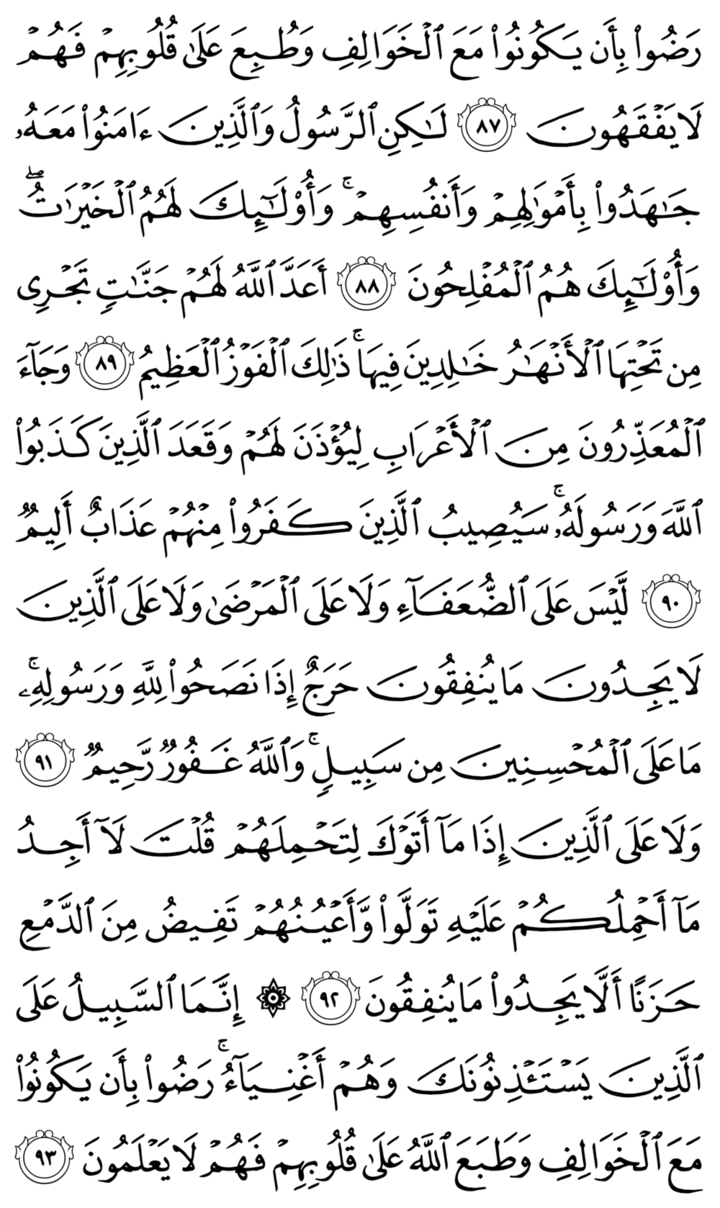 رَضُوا۟ بِأَن يَكُونُوا۟ مَعَ ٱلْخَوَالِفِ وَطُبِعَ عَلَىٰ قُلُوبِهِمْ فَهُمْ
لَا يَفْقَهُونَ ٨٧ لَـٰكِنِ ٱلرَّسُولُ وَٱلَّذِينَ ءَامَنُوا۟ مَعَهُۥ
جَـٰهَدُوا۟ بِأَمْوَٰلِهِمْ وَأَنفُسِهِمْ ۚ وَأُو۟لَـٰٓئِكَ لَهُمُ ٱلْخَيْرَٰتُ ۖ
وَأُو۟لَـٰٓئِكَ هُمُ ٱلْمُفْلِحُونَ ٨٨ أَعَدَّ ٱللَّهُ لَهُمْ جَنَّـٰتٍ تَجْرِى
مِن تَحْتِهَا ٱلْأَنْهَـٰرُ خَـٰلِدِينَ فِيهَا ۚ ذَٰلِكَ ٱلْفَوْزُ ٱلْعَظِيمُ ٨٩ وَجَآءَ
ٱلْمُعَذِّرُونَ مِنَ ٱلْأَعْرَابِ لِيُؤْذَنَ لَهُمْ وَقَعَدَ ٱلَّذِينَ كَذَبُوا۟
ٱللَّهَ وَرَسُولَهُۥ ۚ سَيُصِيبُ ٱلَّذِينَ كَفَرُوا۟ مِنْهُمْ عَذَابٌ أَلِيمٌ
٩٠ لَّيْسَ عَلَى ٱلضُّعَفَآءِ وَلَا عَلَى ٱلْمَرْضَىٰ وَلَا عَلَى ٱلَّذِينَ
لَا يَجِدُونَ مَا يُنفِقُونَ حَرَجٌ إِذَا نَصَحُوا۟ لِلَّهِ وَرَسُولِهِۦ ۚ
مَا عَلَى ٱلْمُحْسِنِينَ مِن سَبِيلٍ ۚ وَٱللَّهُ غَفُورٌ رَّحِيمٌ ٩١
وَلَا عَلَى ٱلَّذِينَ إِذَا مَآ أَتَوْكَ لِتَحْمِلَهُمْ قُلْتَ لَآ أَجِدُ
مَآ أَحْمِلُكُمْ عَلَيْهِ تَوَلَّوا۟ وَّأَعْيُنُهُمْ تَفِيضُ مِنَ ٱلدَّمْعِ
حَزَنًا أَلَّا يَجِدُوا۟ مَا يُنفِقُونَ ٩٢ ۞ إِنَّمَا ٱلسَّبِيلُ عَلَى
ٱلَّذِينَ يَسْتَـْٔذِنُونَكَ وَهُمْ أَغْنِيَآءُ ۚ رَضُوا۟ بِأَن يَكُونُوا۟
مَعَ ٱلْخَوَالِفِ وَطَبَعَ ٱللَّهُ عَلَىٰ قُلُوبِهِمْ فَهُمْ لَا يَعْلَمُونَ ٩٣